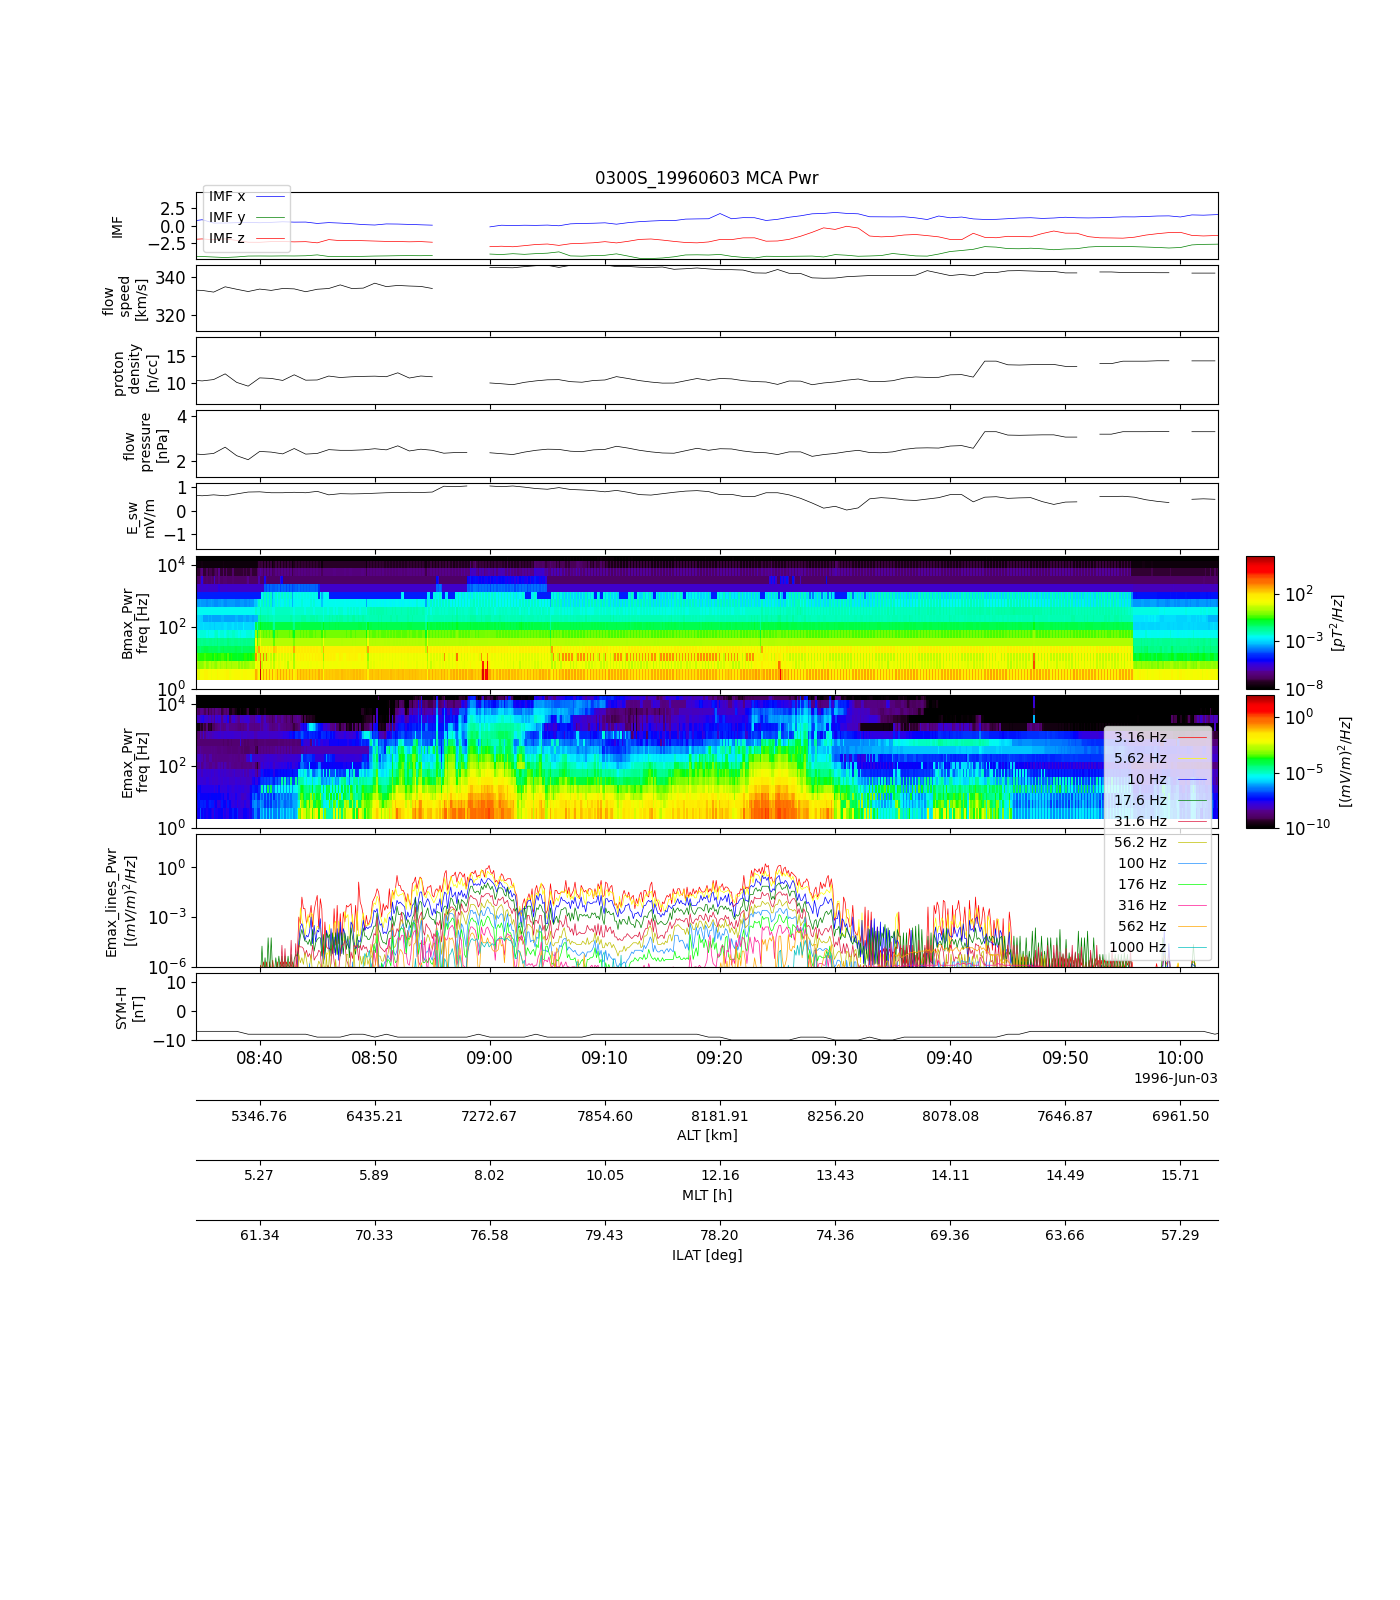 0300S_19960603 MCA Pwr
IMF
2.5
0.0
−2.5
IMF x
IMF y
IMF z
flow
speed
[km/s]
340
320
proton
density
[n/cc]
15
10
flow
pressure
[nPa]
4
2
E_sw
mV/m
1
0
−1
Bmax_Pwr
freq [Hz]
10^4
10^2
10^0
10^2
10^−3
10^−8
[pT^2/Hz]
Emax_Pwr
freq [Hz]
10^4
10^2
10^0
10^0
10^−5
10^−10
[(mV/m)^2/Hz]
3.16 Hz
5.62 Hz
10 Hz
17.6 Hz
31.6 Hz
56.2 Hz
100 Hz
176 Hz
316 Hz
562 Hz
1000 Hz
Emax_lines_Pwr
[(mV/m)^2/Hz]
10^0
10^−3
10^−6
SYM-H
[nT]
10
0
−10
08:40 08:50 09:00 09:10 09:20 09:30 09:40 09:50 10:00
1996-Jun-03
5346.76 6435.21 7272.67 7854.60 8181.91 8256.20 8078.08 7646.87 6961.50
ALT [km]
5.27 5.89 8.02 10.05 12.16 13.43 14.11 14.49 15.71
MLT [h]
61.34 70.33 76.58 79.43 78.20 74.36 69.36 63.66 57.29
ILAT [deg]